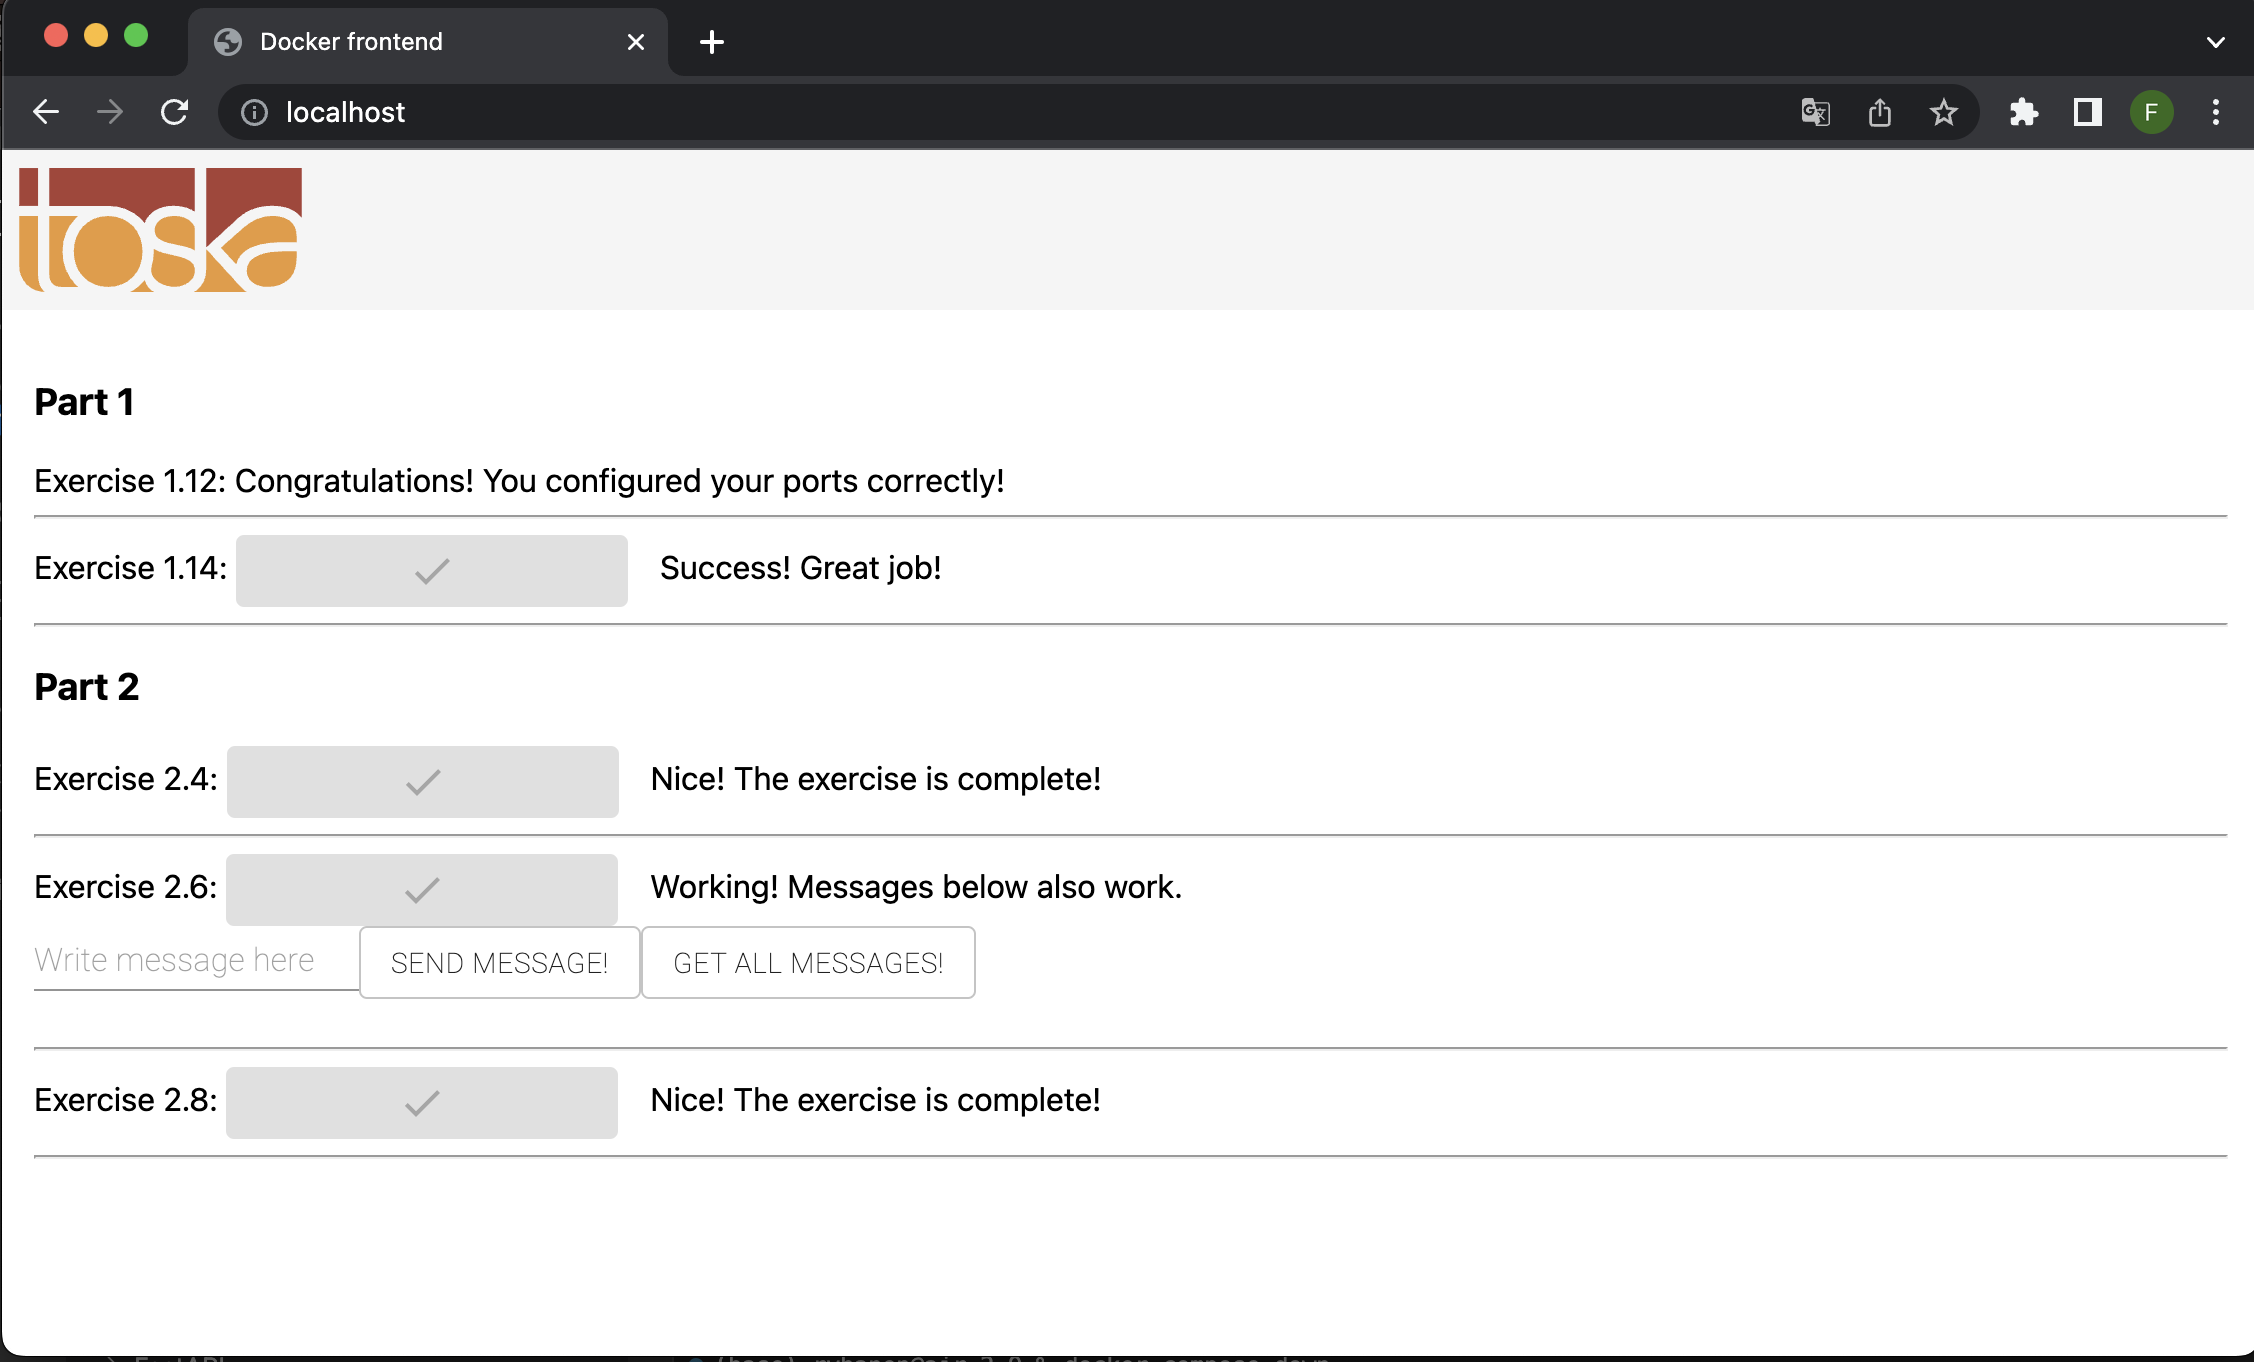 Docker frontend
localhost
F
toska
Part 1
Exercise 1.12: Congratulations! You configured your ports correctly!
Exercise 1.14: Success! Great job!
Part 2
Exercise 2.4: Nice! The exercise is complete!
Exercise 2.6: Working! Messages below also work.
Write message here SEND MESSAGE! GET ALL MESSAGES!
Exercise 2.8: Nice! The exercise is complete!